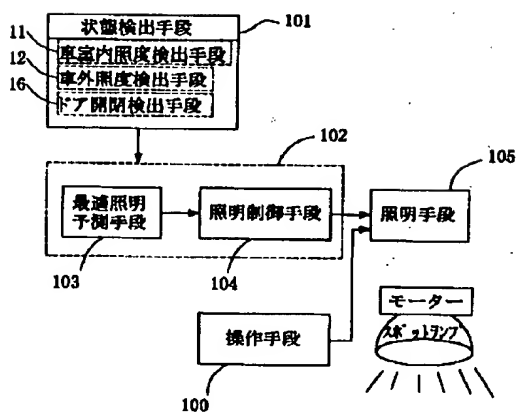 状態検出手段
101
11
車室内照度検出手段
12
車外照度検出手段
16
ドア開閉検出手段
102
105
最適照明
予測手段
照明制御手段
照明手段
103
104
モーター
スポットランプ
操作手段
100